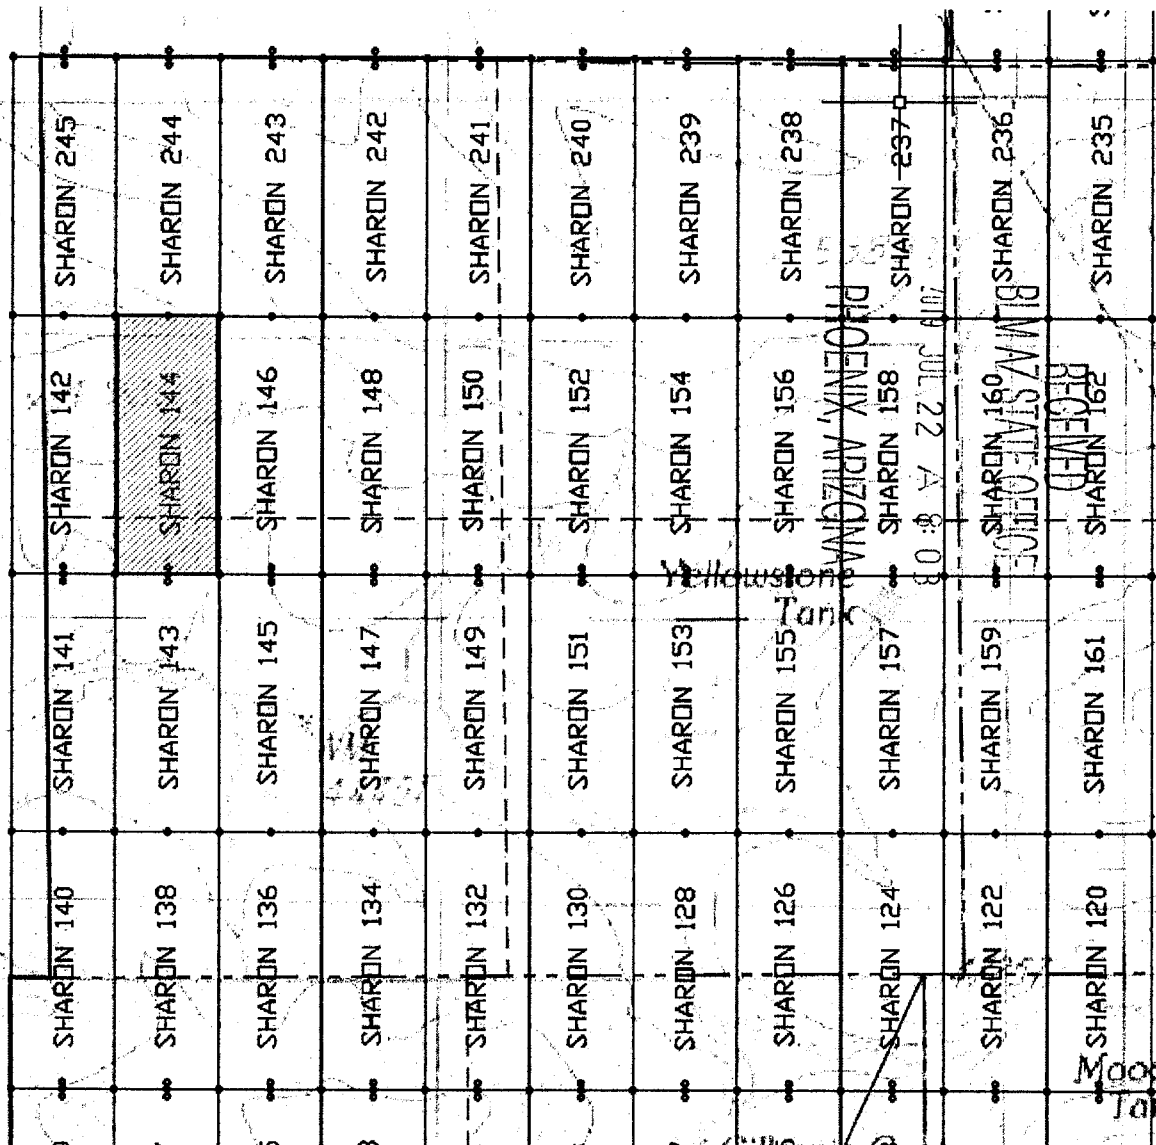 SHARON 245
SHARON 244
SHARON 243
SHARON 242
SHARON 241
SHARON 240
SHARON 239
SHARON 238
SHARON 237
SHARON 236
SHARON 235
SHARON 142
SHARON 144
SHARON 146
SHARON 148
SHARON 150
SHARON 152
SHARON 154
SHARON 156
SHARON 158
SHARON 160
SHARON 162
RECEIVED
BLM AZ STATE OFFICE
2010 JUL 22 A 8: 03
PHOENIX, ARIZONA
Yellowstone
Tank
SHARON 141
SHARON 143
SHARON 145
SHARON 147
SHARON 149
SHARON 151
SHARON 153
SHARON 155
SHARON 157
SHARON 159
SHARON 161
SHARON 140
SHARON 138
SHARON 136
SHARON 134
SHARON 132
SHARON 130
SHARON 128
SHARON 126
SHARON 124
SHARON 122
SHARON 120